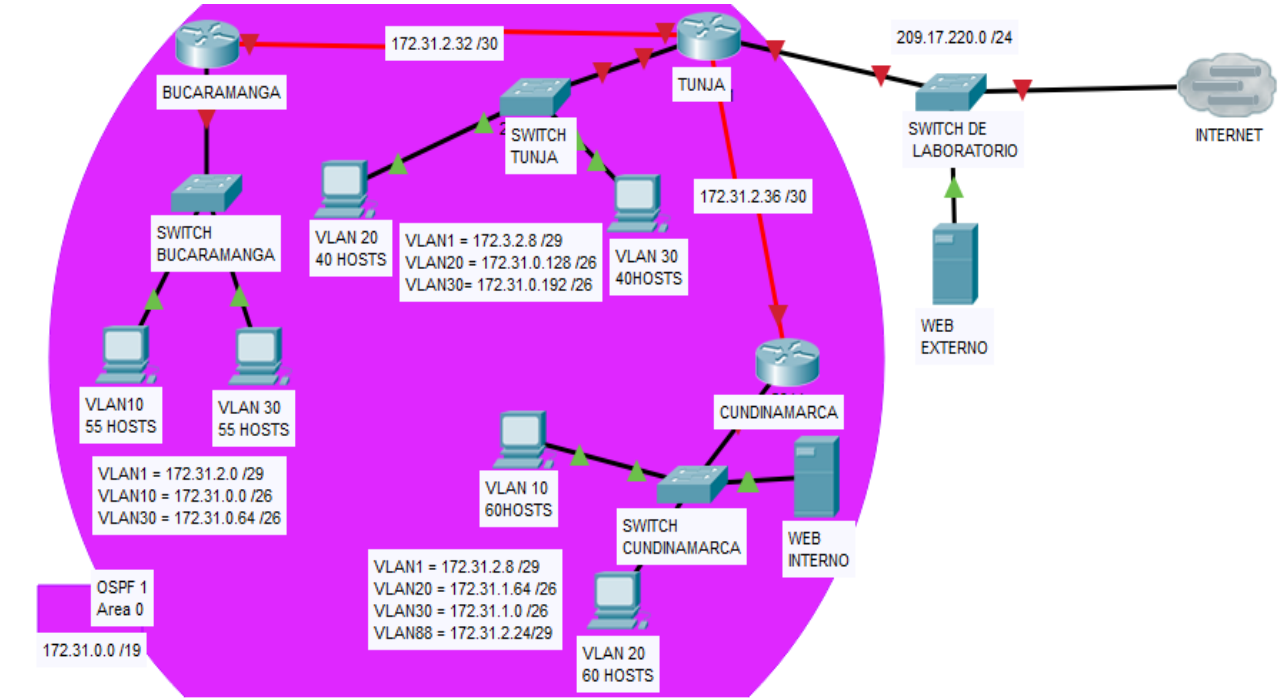 172.31.2.32 /30
209.17.220.0 /24
BUCARAMANGA
TUNJA
SWITCH DE
LABORATORIO
INTERNET
SWITCH
TUNJA
172.31.2.36 /30
SWITCH
BUCARAMANGA
VLAN 20
40 HOSTS
VLAN1 = 172.3.2.8 /29
VLAN20 = 172.31.0.128 /26
VLAN30= 172.31.0.192 /26
VLAN 30
40HOSTS
WEB
EXTERNO
VLAN10
55 HOSTS
VLAN 30
55 HOSTS
CUNDINAMARCA
VLAN1 = 172.31.2.0 /29
VLAN10 = 172.31.0.0 /26
VLAN30 = 172.31.0.64 /26
VLAN 10
60HOSTS
SWITCH
CUNDINAMARCA
WEB
INTERNO
VLAN1 = 172.31.2.8 /29
VLAN20 = 172.31.1.64 /26
VLAN30 = 172.31.1.0 /26
VLAN88 = 172.31.2.24/29
OSPF 1
Area 0
172.31.0.0 /19
VLAN 20
60 HOSTS